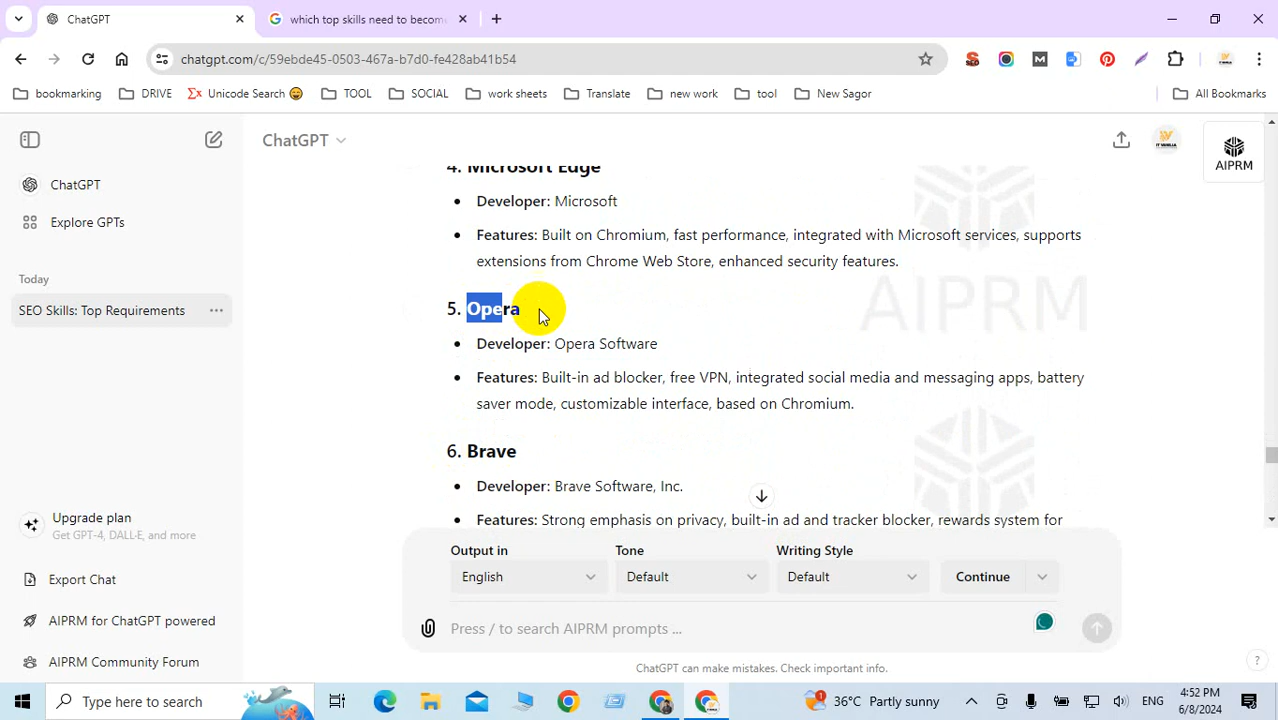 ChatGPT
which top skills need to becom
chatgpt.com/c/59ebde45-0503-467a-b7d0-fe428ab41b54
bookmarking
DRIVE
Unicode Search
TOOL
SOCIAL
work sheets
Translate
new work
tool
New Sagor
All Bookmarks
ChatGPT
AIPRM
ChatGPT
Explore GPTs
Today
SEO Skills: Top Requirements
Upgrade plan
Get GPT-4, DALL·E, and more
Export Chat
AIPRM for ChatGPT powered
AIPRM Community Forum
4. Microsoft Edge
Developer: Microsoft
Features: Built on Chromium, fast performance, integrated with Microsoft services, supports
extensions from Chrome Web Store, enhanced security features.
AIPRM
5. Opera
Developer: Opera Software
Features: Built-in ad blocker, free VPN, integrated social media and messaging apps, battery
saver mode, customizable interface, based on Chromium.
6. Brave
Developer: Brave Software, Inc.
Features: Strong emphasis on privacy, built-in ad and tracker blocker, rewards system for
Output in
Tone
Writing Style
English
Default
Default
Continue
Press / to search AIPRM prompts ...
ChatGPT can make mistakes. Check important info.
?
Type here to search
1
36°C Partly sunny
ENG
4:52 PM
6/8/2024